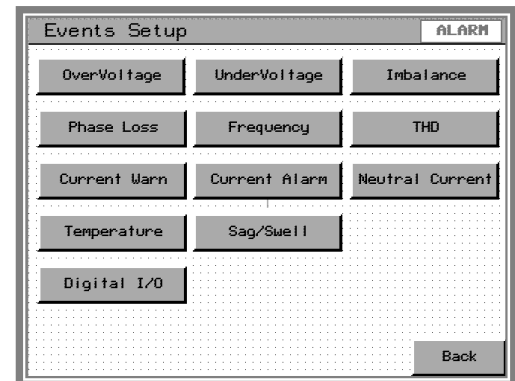 Events Setup ALARM
OverVoltage UnderVoltage Imbalance
Phase Loss Frequency THD
Current Warn Current Alarm Neutral Current
Temperature Sag/Swell
Digital I/O
Back